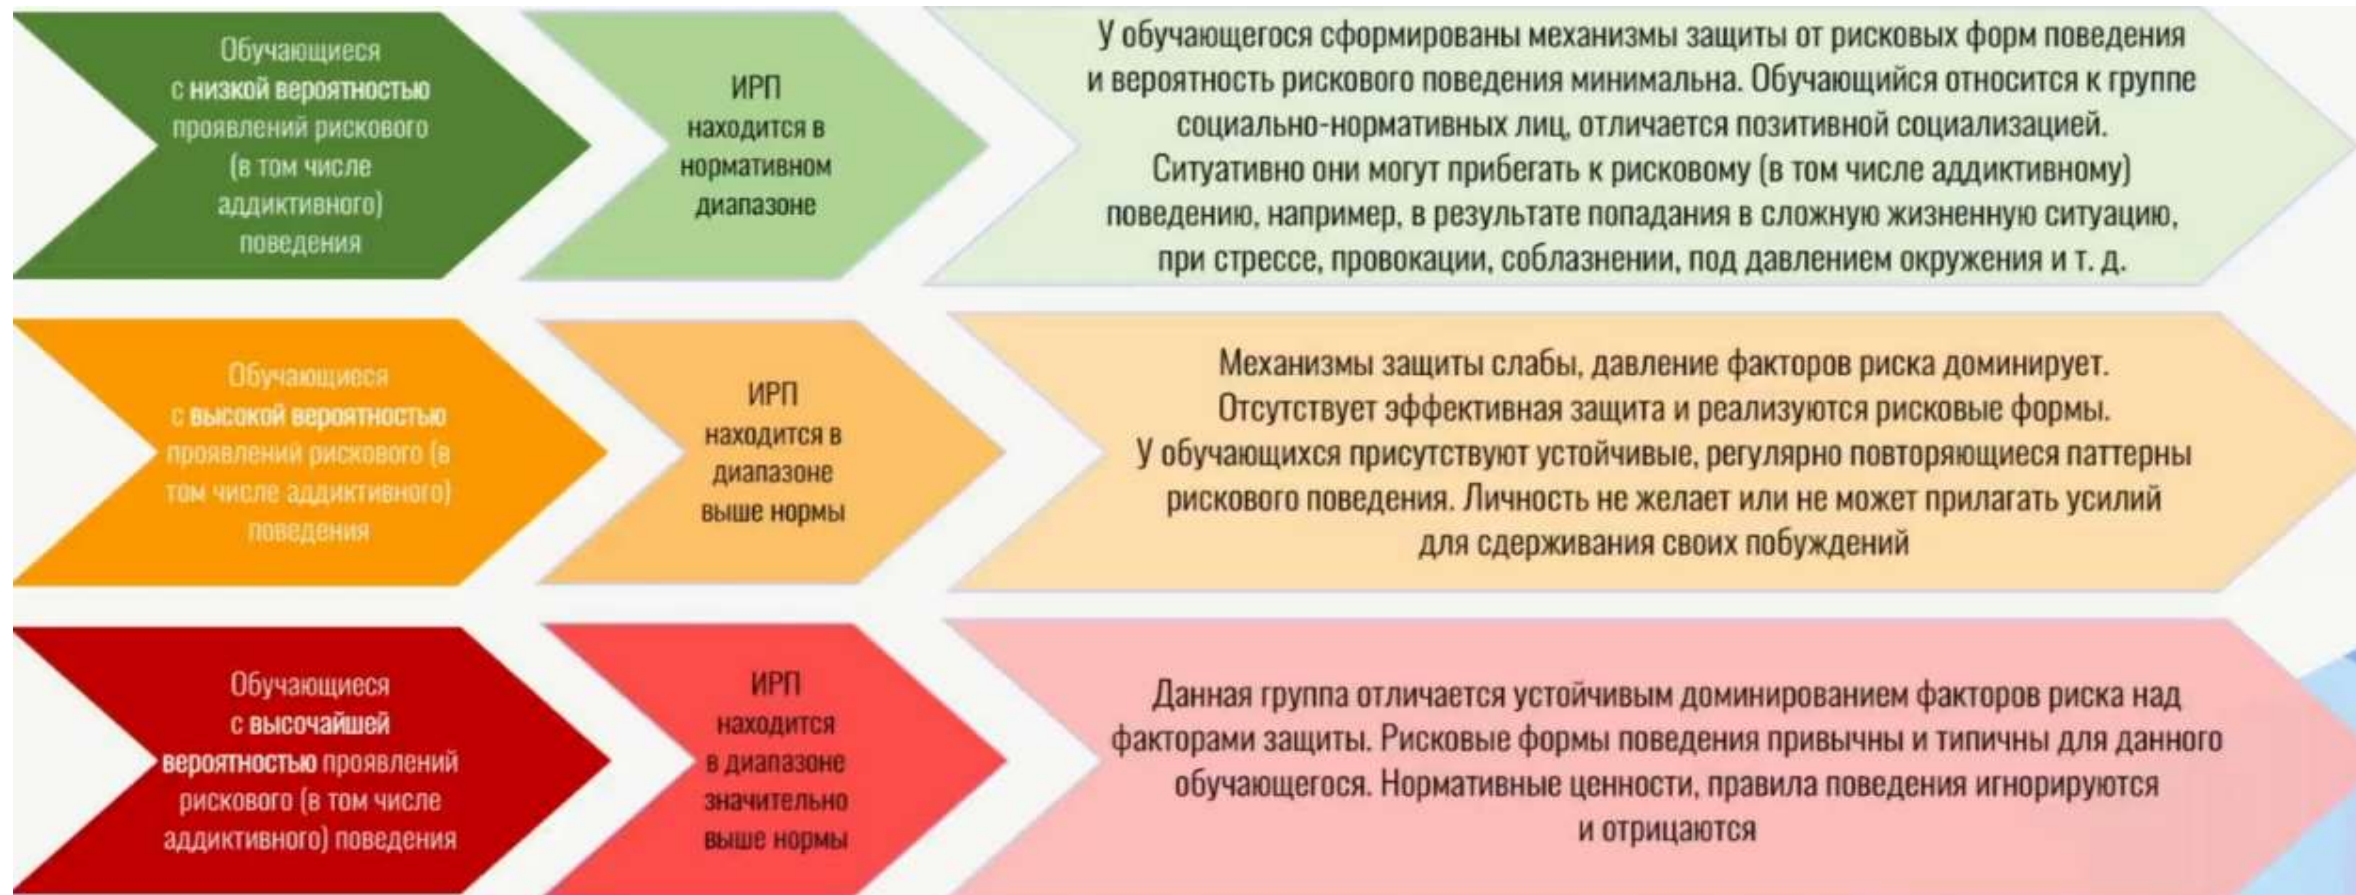 Обучающиеся
с низкой вероятностью
проявлений рискового
(в том числе
аддиктивного)
поведения
ИРП
находится в
нормативном
диапазоне
У обучающегося сформированы механизмы защиты от рисковых форм поведения
и вероятность рискового поведения минимальна. Обучающийся относится к группе
социально-нормативных лиц, отличается позитивной социализацией.
Ситуативно они могут прибегать к рисковому (в том числе аддиктивному)
поведению, например, в результате попадания в сложную жизненную ситуацию,
при стрессе, провокации, соблазнении, под давлением окружения и т. д.
Обучающиеся
с высокой вероятностью
проявлений рискового (в
том числе аддиктивного)
поведения
ИРП
находится в
диапазоне
выше нормы
Механизмы защиты слабы, давление факторов риска доминирует.
Отсутствует эффективная защита и реализуются рисковые формы.
У обучающихся присутствуют устойчивые, регулярно повторяющиеся паттерны
рискового поведения. Личность не желает или не может прилагать усилий
для сдерживания своих побуждений
Обучающиеся
с высочайшей
вероятностью проявлений
рискового (в том числе
аддиктивного) поведения
ИРП
находится
в диапазоне
значительно
выше нормы
Данная группа отличается устойчивым доминированием факторов риска над
факторами защиты. Рисковые формы поведения привычны и типичны для данного
обучающегося. Нормативные ценности, правила поведения игнорируются
и отрицаются